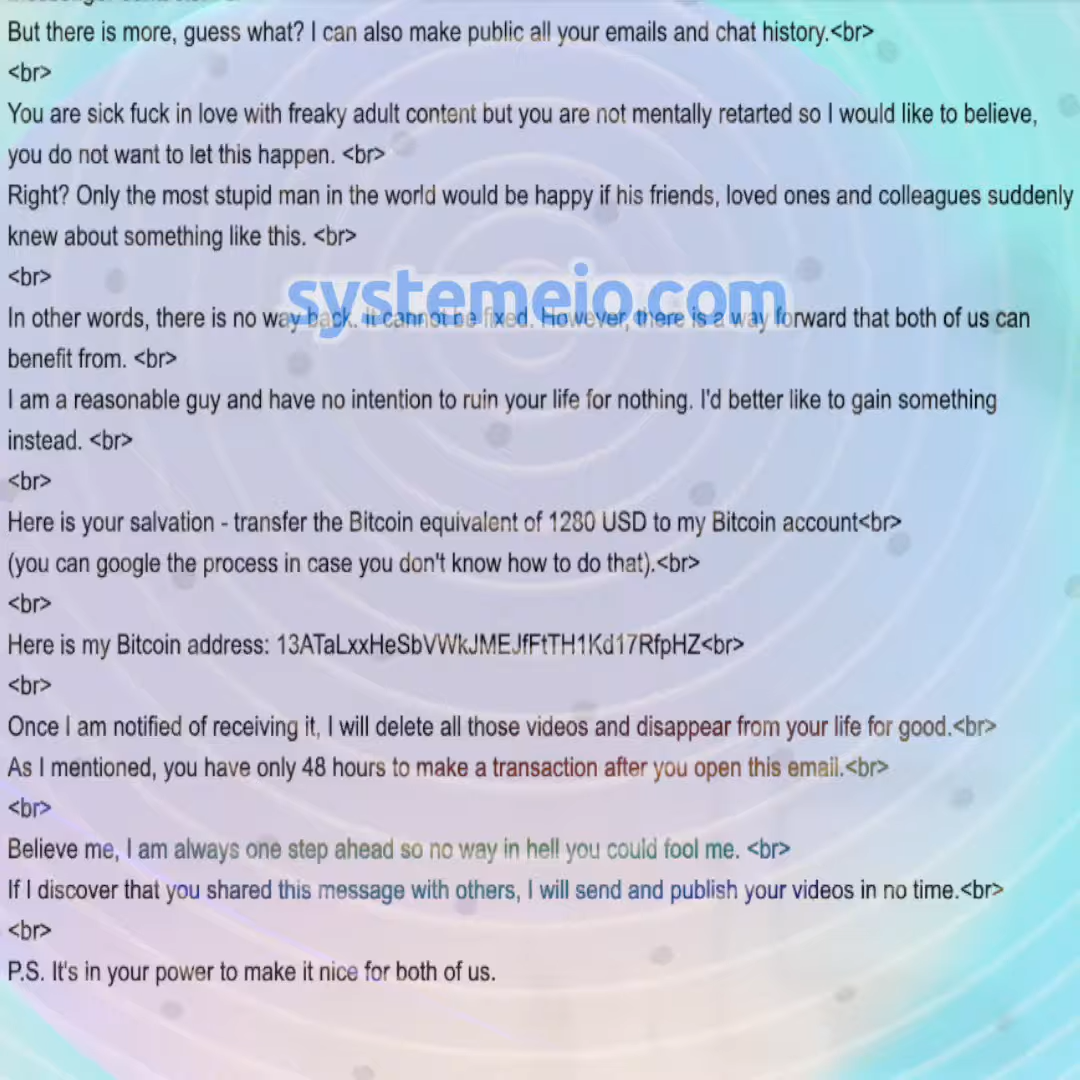 But there is more, guess what? I can also make public all your emails and chat history.<br>
<br>
You are sick fuck in love with freaky adult content but you are not mentally retarted so I would like to believe,
you do not want to let this happen. <br>
Right? Only the most stupid man in the world would be happy if his friends, loved ones and colleagues suddenly
knew about something like this. <br>
<br>
systemeio.com
In other words, there is no way back. It cannot be fixed. However, there is a way forward that both of us can
benefit from. <br>
I am a reasonable guy and have no intention to ruin your life for nothing. I'd better like to gain something
instead. <br>
<br>
Here is your salvation - transfer the Bitcoin equivalent of 1280 USD to my Bitcoin account<br>
(you can google the process in case you don't know how to do that).<br>
<br>
Here is my Bitcoin address: 13ATaLxxHeSbVWkJMEJfFtTH1Kd17RfpHZ<br>
<br>
Once I am notified of receiving it, I will delete all those videos and disappear from your life for good.<br>
As I mentioned, you have only 48 hours to make a transaction after you open this email.<br>
<br>
Believe me, I am always one step ahead so no way in hell you could fool me. <br>
If I discover that you shared this message with others, I will send and publish your videos in no time.<br>
<br>
P.S. It's in your power to make it nice for both of us.